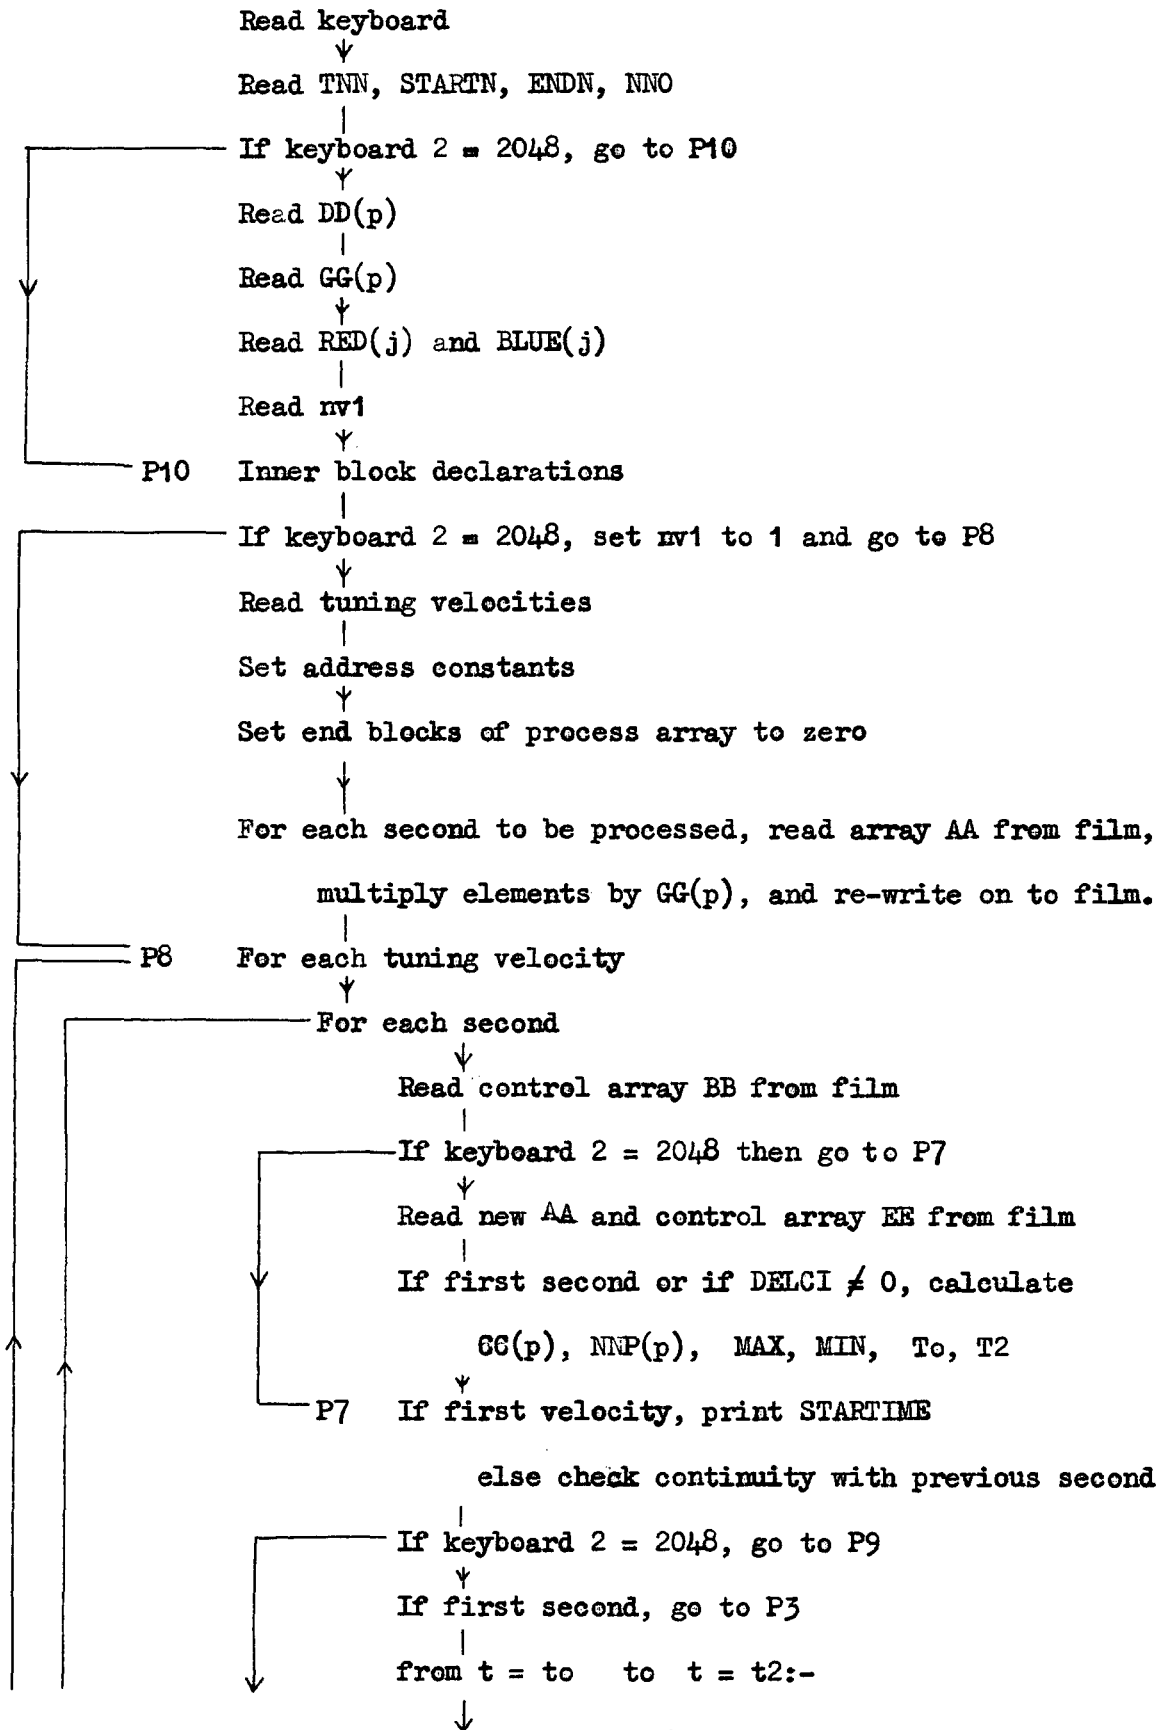 Read keyboard
Read TNN, STARTN, ENDN, NNO
If keyboard 2 = 2048, go to P10
Read DD(p)
Read GG(p)
Read RED(j) and BLUE(j)
Read nv1
P10 Inner block declarations
If keyboard 2 = 2048, set nv1 to 1 and go to P8
Read tuning velocities
Set address constants
Set end blocks of process array to zero
For each second to be processed, read array AA from film,
multiply elements by GG(p), and re-write on to film.
P8 For each tuning velocity
For each second
Read control array BB from film
If keyboard 2 = 2048 then go to P7
Read new AA and control array EE from film
If first second or if DELCI ≠ 0, calculate
CC(p), NNP(p), MAX, MIN, To, T2
P7 If first velocity, print STARTIME
else check continuity with previous second
If keyboard 2 = 2048, go to P9
If first second, go to P3
from t = to to t = t2:-